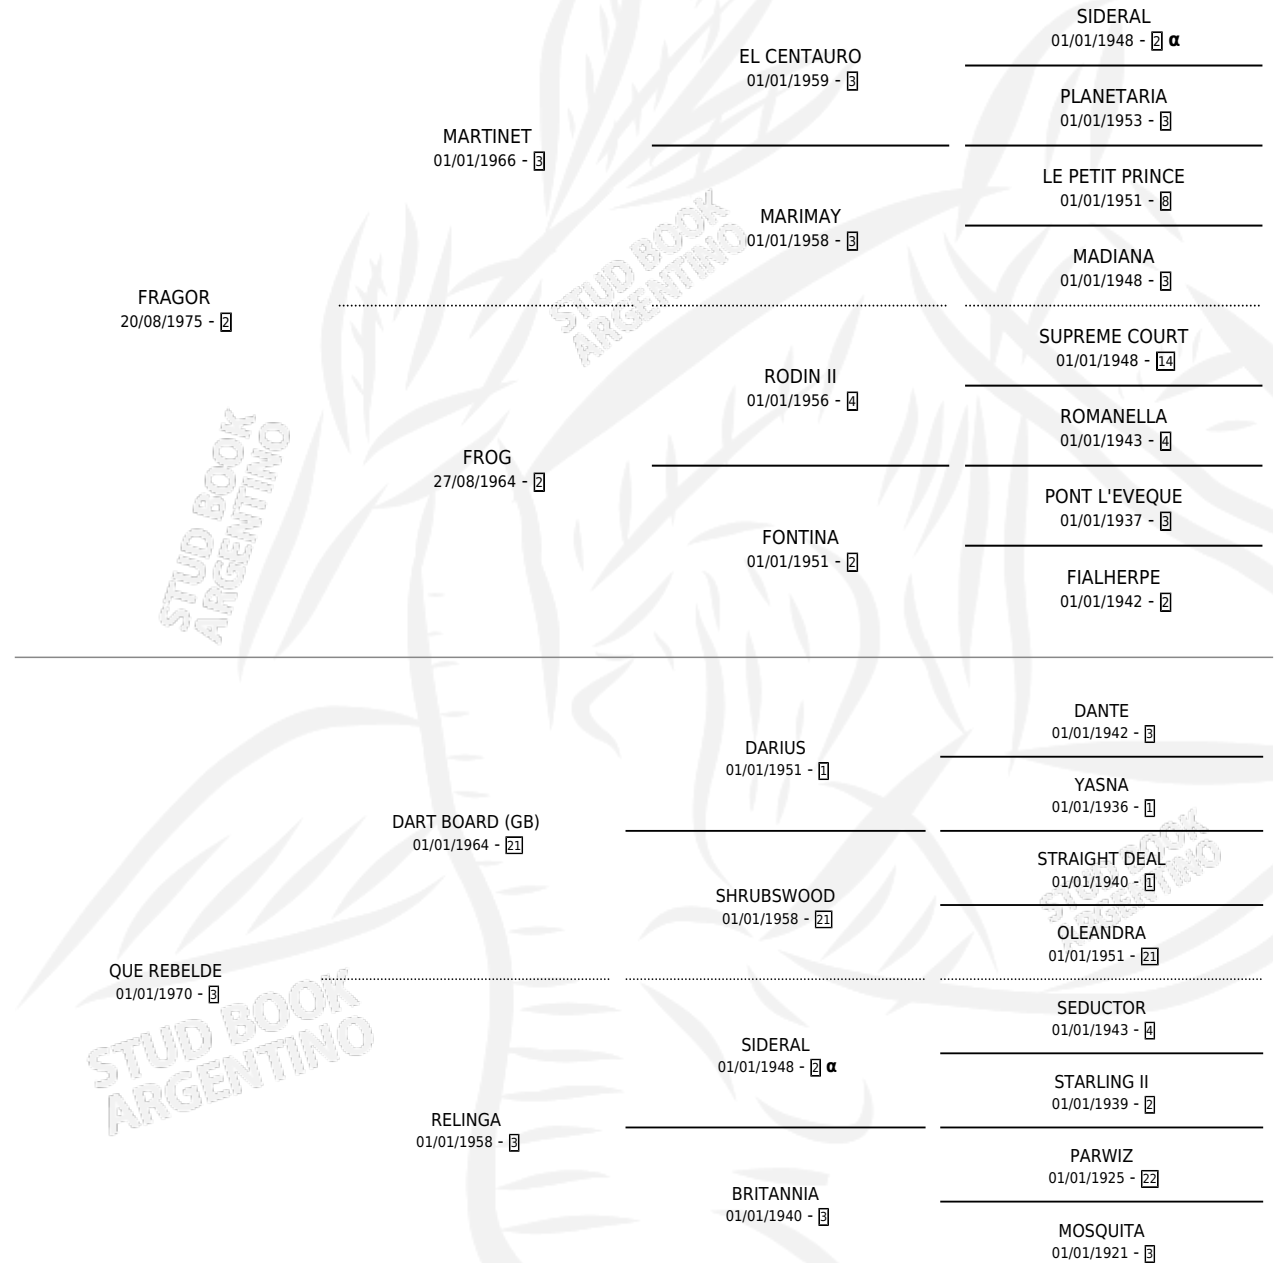 SIDERAL
01/01/1948 - 2 α
EL CENTAURO
01/01/1959 - 3
PLANETARIA
01/01/1953 - 3
MARTINET
01/01/1966 - 3
LE PETIT PRINCE
01/01/1951 - 8
MARIMAY
01/01/1958 - 3
MADIANA
01/01/1948 - 3
FRAGOR
20/08/1975 - 2
SUPREME COURT
01/01/1948 - 14
RODIN II
01/01/1956 - 4
ROMANELLA
01/01/1943 - 4
FROG
27/08/1964 - 2
PONT L'EVEQUE
01/01/1937 - 3
FONTINA
01/01/1951 - 2
FIALHERPE
01/01/1942 - 2
DANTE
01/01/1942 - 3
DARIUS
01/01/1951 - 1
YASNA
01/01/1936 - 1
DART BOARD (GB)
01/01/1964 - 21
STRAIGHT DEAL
01/01/1940 - 1
SHRUBSWOOD
01/01/1958 - 21
OLEANDRA
01/01/1951 - 21
QUE REBELDE
01/01/1970 - 3
SEDUCTOR
01/01/1943 - 4
SIDERAL
01/01/1948 - 2 α
STARLING II
01/01/1939 - 2
RELINGA
01/01/1958 - 3
PARWIZ
01/01/1925 - 22
BRITANNIA
01/01/1940 - 3
MOSQUITA
01/01/1921 - 3
STUD BOOK
ARGENTINO
STUD BOOK
ARGENTINO
STUD BOOK
ARGENTINO
STUD BOOK
ARGENTINO